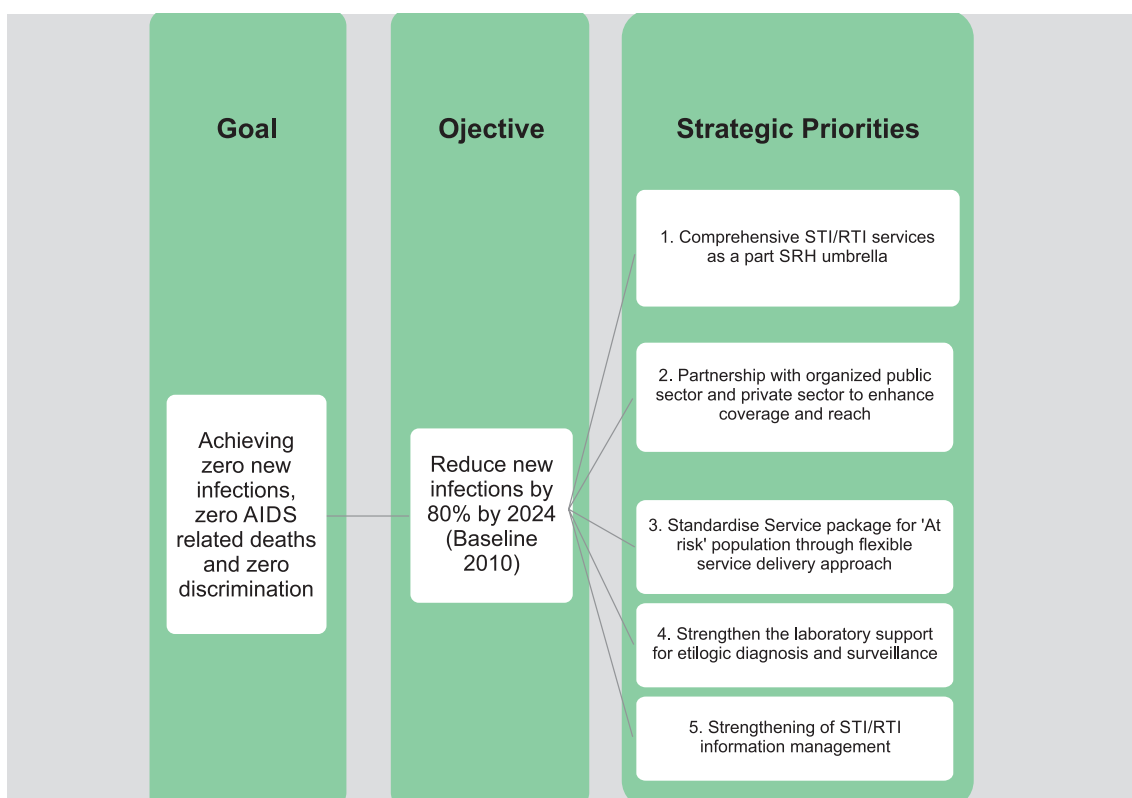 Goal
Ojective
Strategic Priorities
Achieving
zero new
infections,
zero AIDS
related deaths
and zero
discrimination
Reduce new
infections by
80% by 2024
(Baseline
2010)
1. Comprehensive STI/RTI services
as a part SRH umbrella
2. Partnership with organized public
sector and private sector to enhance
coverage and reach
3. Standardise Service package for 'At
risk' population through flexible
service delivery approach
4. Strengthen the laboratory support
for etilogic diagnosis and surveillance
5. Strengthening of STI/RTI
information management